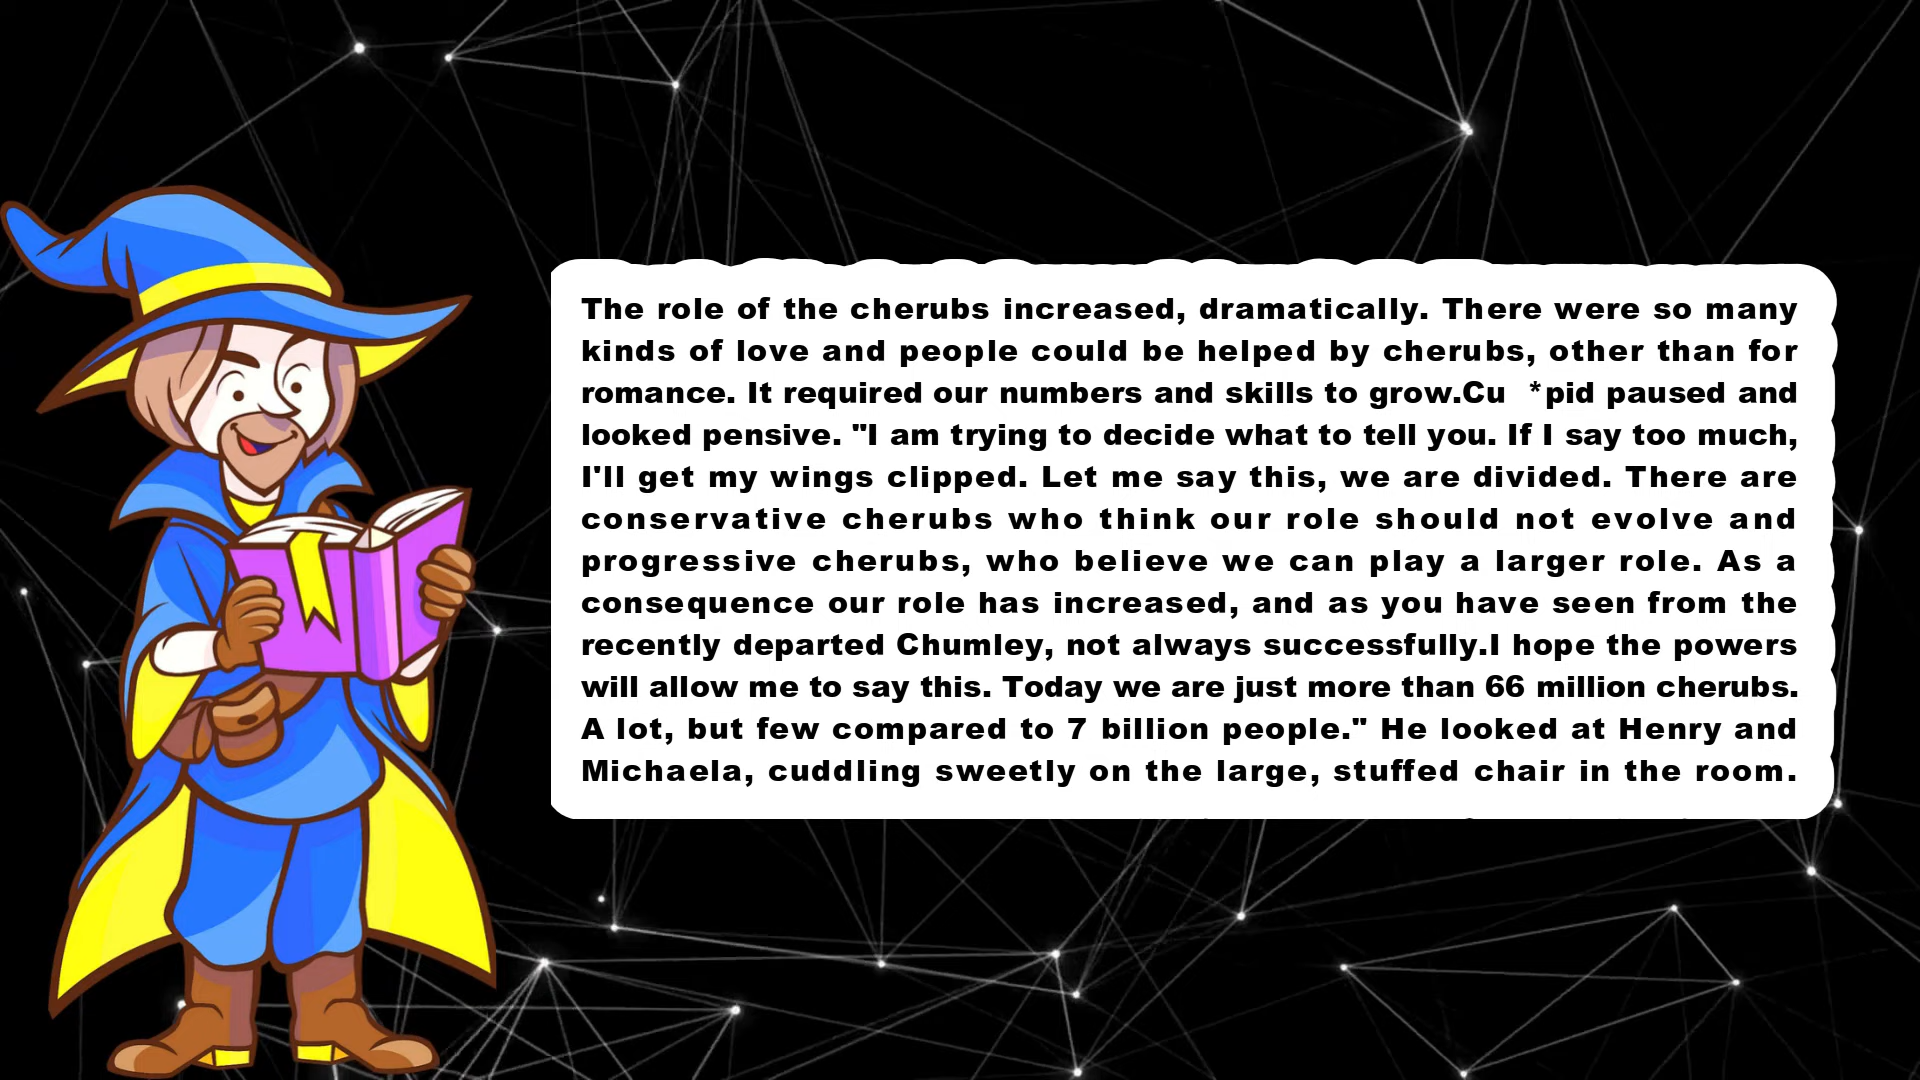 The role of the cherubs increased, dramatically. There were so many
kinds of love and people could be helped by cherubs, other than for
romance. It required our numbers and skills to grow.Cu  *pid paused and
looked pensive. "I am trying to decide what to tell you. If I say too much,
I'll get my wings clipped. Let me say this, we are divided. There are
conservative cherubs who think our role should not evolve and
progressive cherubs, who believe we can play a larger role. As a
consequence our role has increased, and as you have seen from the
recently departed Chumley, not always successfully.I hope the powers
will allow me to say this. Today we are just more than 66 million cherubs.
A lot, but few compared to 7 billion people." He looked at Henry and
Michaela, cuddling sweetly on the large, stuffed chair in the room.